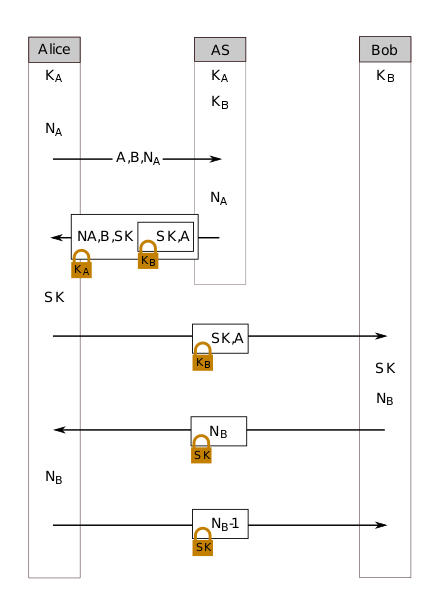 Alice AS Bob
KA KA KB
KB
NA
A,B,NA
NA
NA,B,SK SK,A
KB
KA
SK
SK,A
KB
SK
NB
NB
SK
NB
NB-1
SK